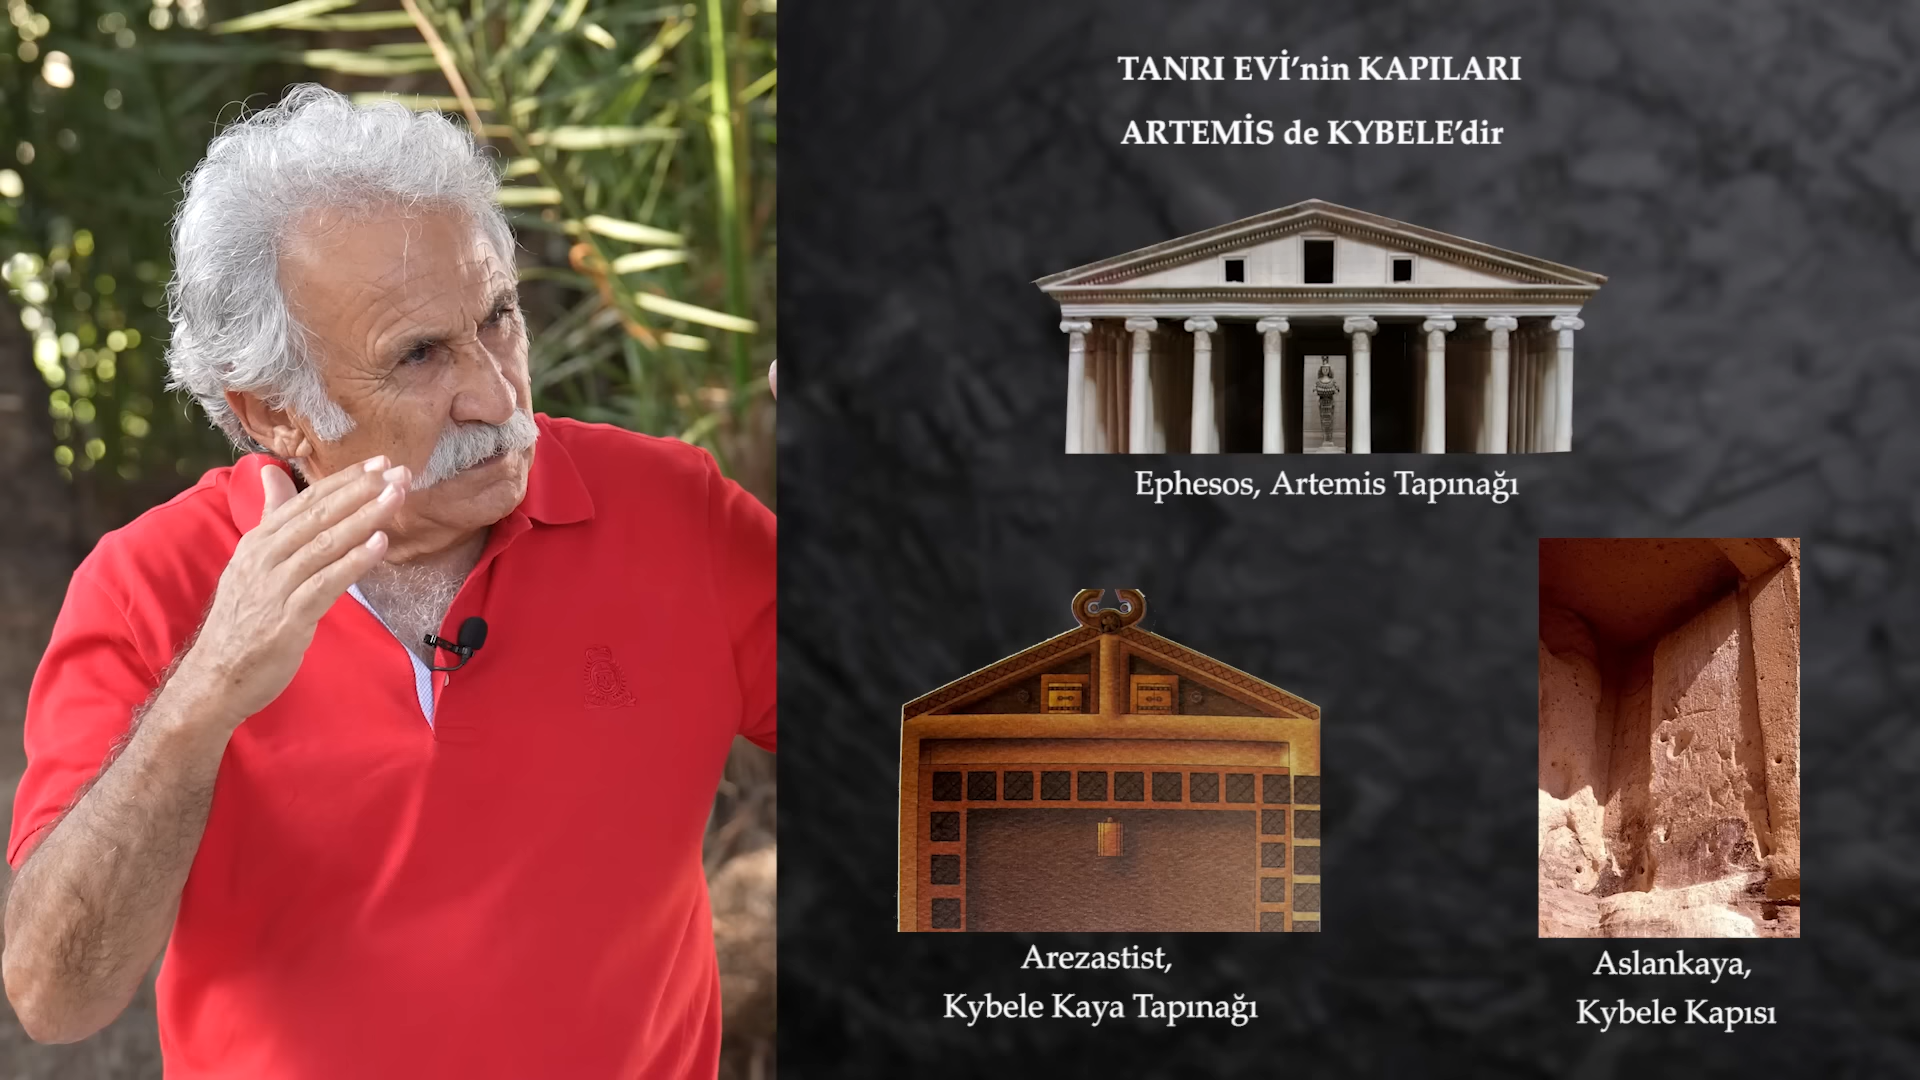 TANRI EVİ’nin KAPILARI
ARTEMİS de KYBELE’dir
Ephesos, Artemis Tapınağı
Arezastist,
Kybele Kaya Tapınağı
Aslankaya,
Kybele Kapısı